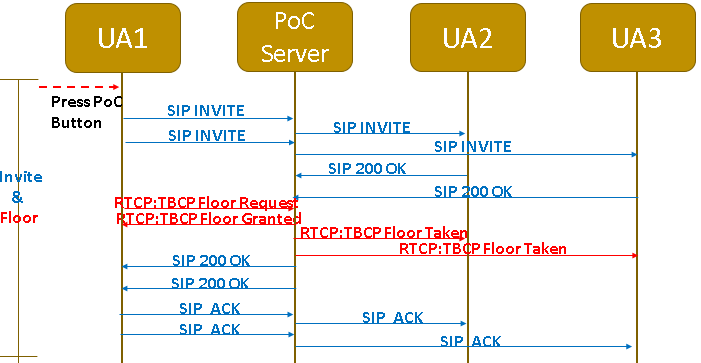 UA1
PoC
Server
UA2
UA3
Press PoC
Button
SIP INVITE
SIP INVITE
SIP INVITE
SIP INVITE
SIP 200 OK
SIP 200 OK
Invite
&
Floor
RTCP:TBCP Floor Request
RTCP:TBCP Floor Granted
RTCP:TBCP Floor Taken
RTCP:TBCP Floor Taken
SIP 200 OK
SIP 200 OK
SIP ACK
SIP ACK
SIP ACK
SIP ACK